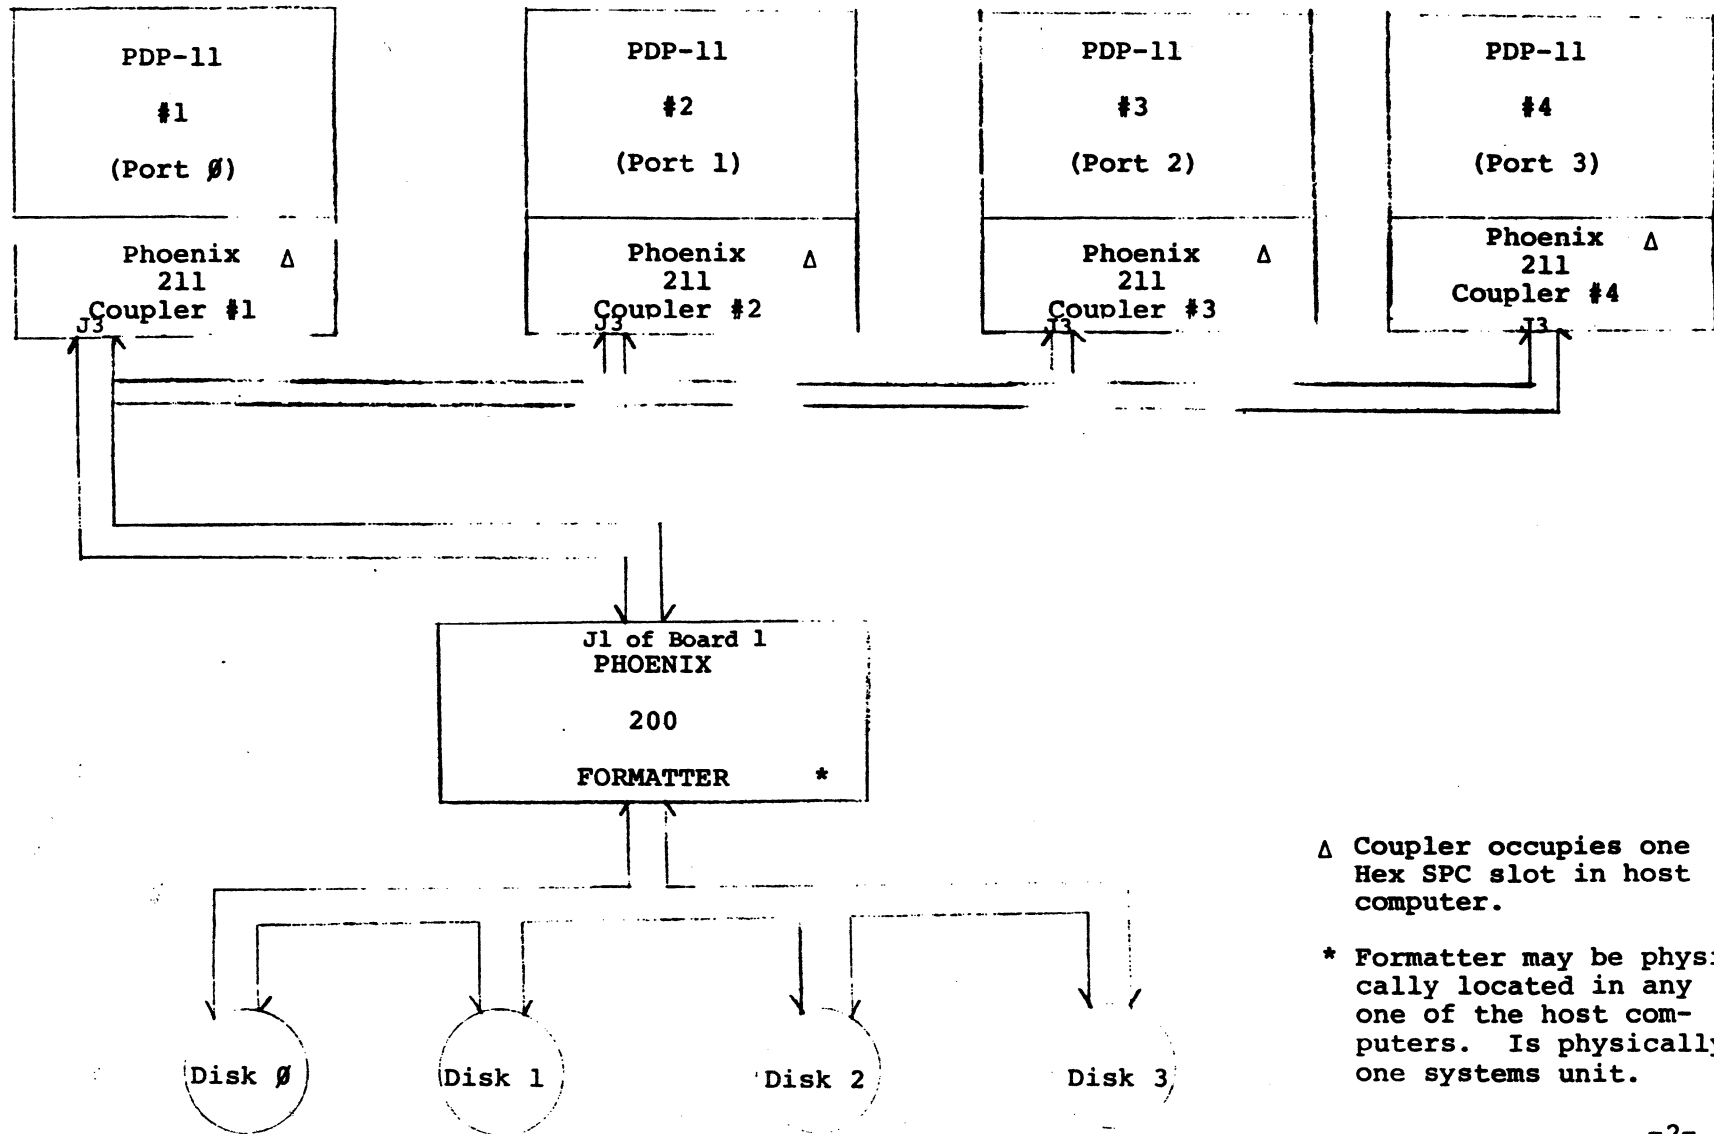 PDP-11
#1
(Port Ø)
PDP-11
#2
(Port 1)
PDP-11
#3
(Port 2)
PDP-11
#4
(Port 3)
Phoenix Δ
211
Coupler #1
J3
Phoenix Δ
211
Coupler #2
J3
Phoenix Δ
211
Coupler #3
J3
Phoenix Δ
211
Coupler #4
J3
J1 of Board 1
PHOENIX
200
FORMATTER *
Disk Ø
Disk 1
Disk 2
Disk 3
Δ Coupler occupies one
Hex SPC slot in host
computer.
* Formatter may be physi
cally located in any
one of the host com-
puters. Is physically
one systems unit.
-2-